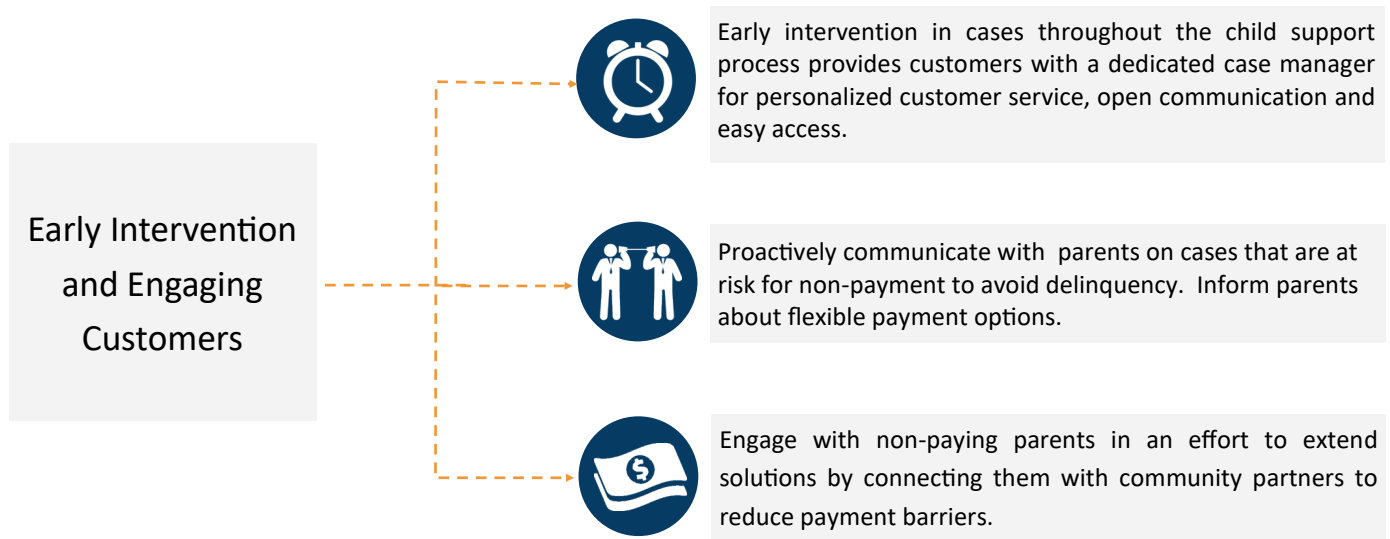 Early Intervention
and Engaging
Customers
Early intervention in cases throughout the child support
process provides customers with a dedicated case manager
for personalized customer service, open communication and
easy access.
Proactively communicate with  parents on cases that are at
risk for non-payment to avoid delinquency.  Inform parents
about flexible payment options.
$
Engage with non-paying parents in an effort to extend
solutions by connecting them with community partners to
reduce payment barriers.